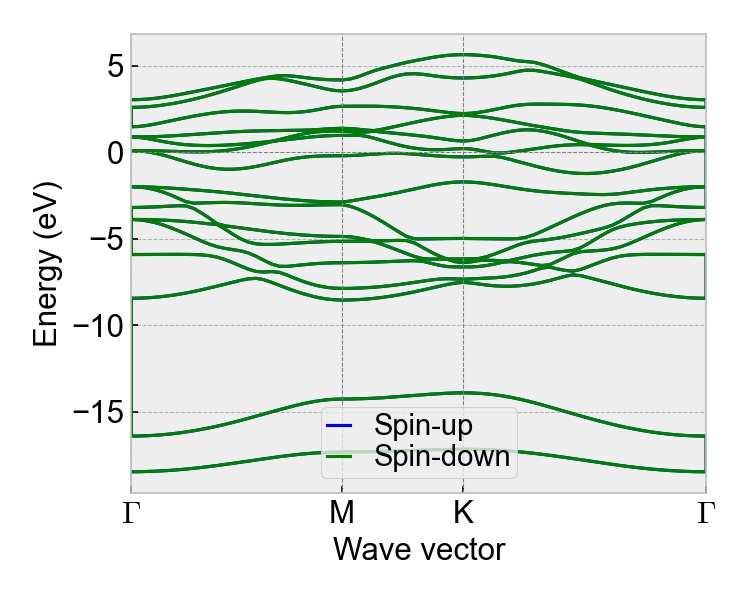 5
0
−5
−10
−15
Energy (eV)
Spin-up
Spin-down
Γ M K Γ
Wave vector